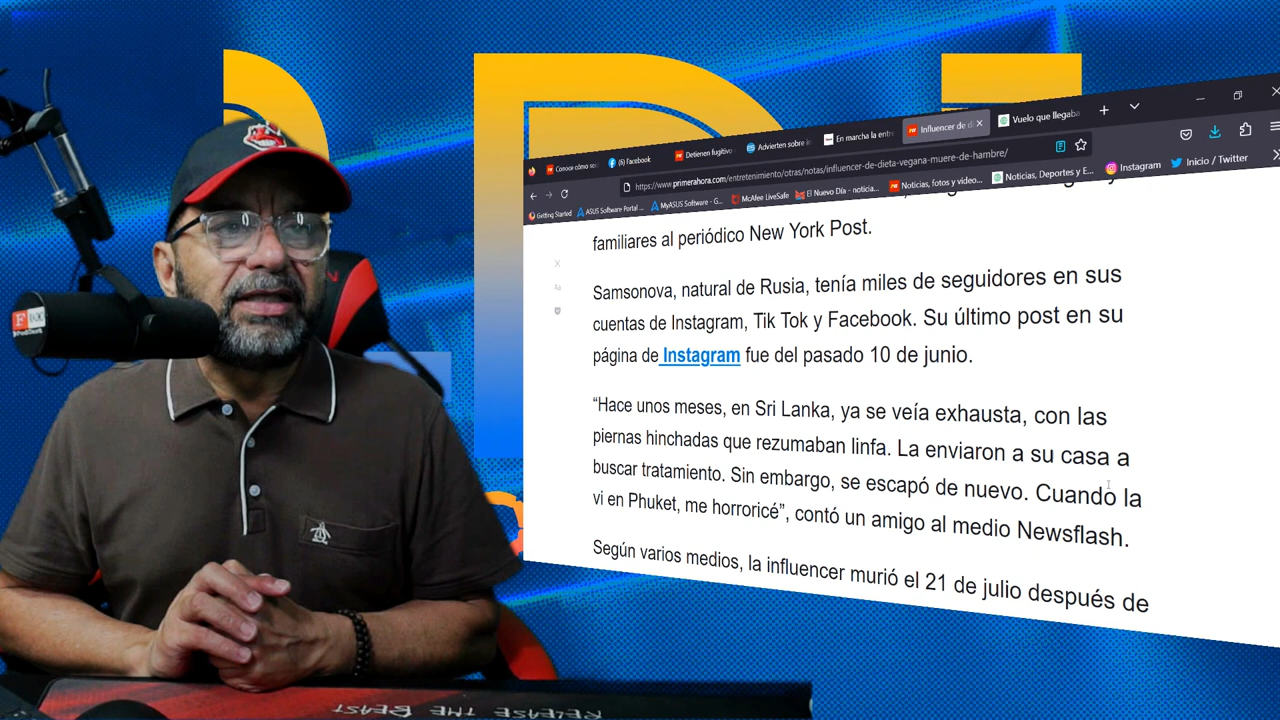 Conoce cómo se
(6) Facebook
Detienen fugitivo
Advierten sobre in
En marcha la entre
Influencer de di
Vuelo que llegaba
https://www.primerahora.com/entretenimiento/otras/notas/influencer-de-dieta-vegana-muere-de-hambre/
Getting Started
ASUS Software Portal ...
MyASUS Software - G...
McAfee LiveSafe
El Nuevo Día - noticia...
Noticias, fotos y video...
Noticias, Deportes y E...
Instagram
Inicio / Twitter
familiares al periódico New York Post.
Samsonova, natural de Rusia, tenía miles de seguidores en sus
cuentas de Instagram, Tik Tok y Facebook. Su último post en su
página de Instagram fue del pasado 10 de junio.
“Hace unos meses, en Sri Lanka, ya se veía exhausta, con las
piernas hinchadas que rezumaban linfa. La enviaron a su casa a
buscar tratamiento. Sin embargo, se escapó de nuevo. Cuando la
vi en Phuket, me horroricé”, contó un amigo al medio Newsflash.
Según varios medios, la influencer murió el 21 de julio después de
RELEASE THE BEAST